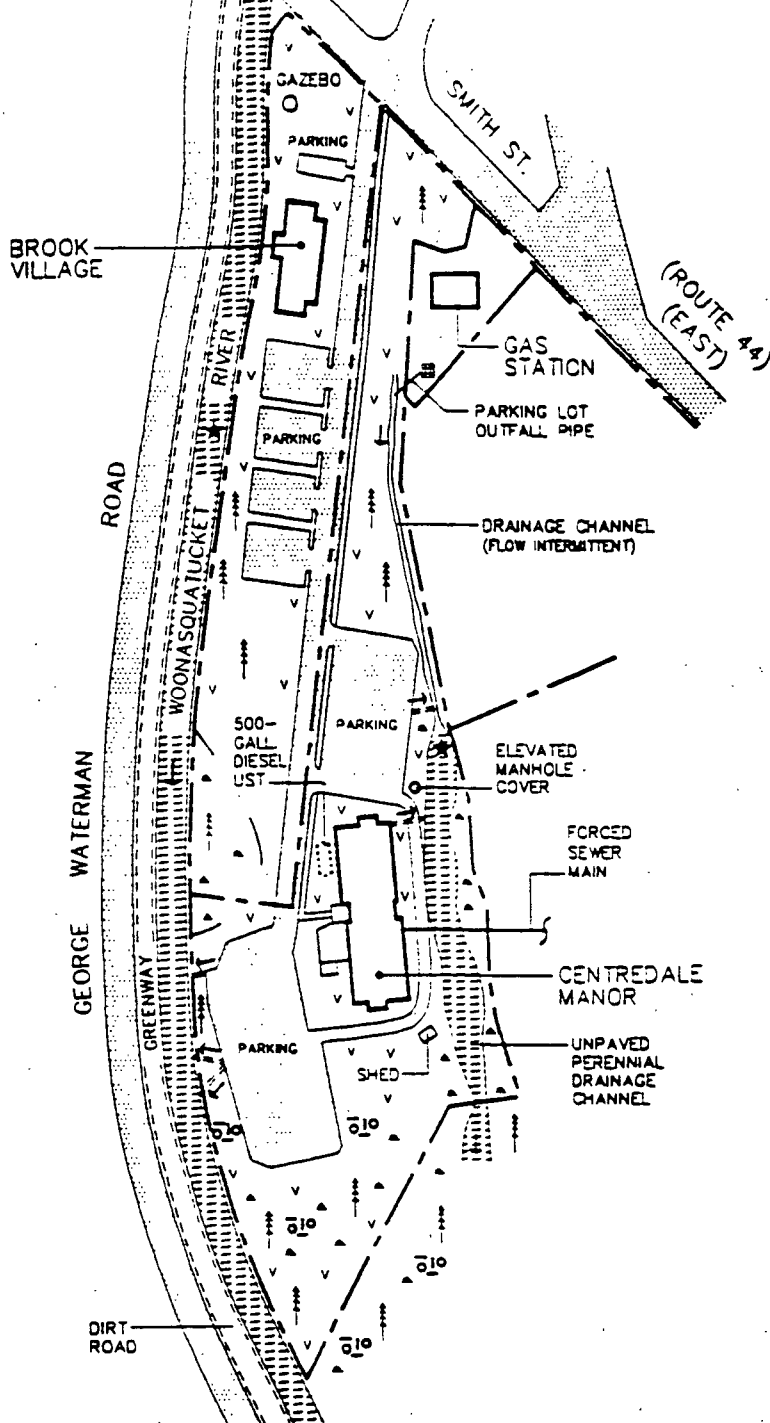 GAZEBO
SMITH ST.
PARKING
BROOK
VILLAGE
(ROUTE 44)
(EAST)
RIVER
GAS
STATION
PARKING LOT
OUTFALL PIPE
PARKING
ROAD
DRAINAGE CHANNEL
(FLOW INTERMITTENT)
WOONASQUATUCKET
500-
GALL
DIESEL
UST
PARKING
ELEVATED
MANHOLE
COVER
GEORGE WATERMAN
FORCED
SEWER
MAIN
CENTREDALE
MANOR
GREENWAY
PARKING
SHED
UNPAVED
PERENNIAL
DRAINAGE
CHANNEL
DIRT
ROAD